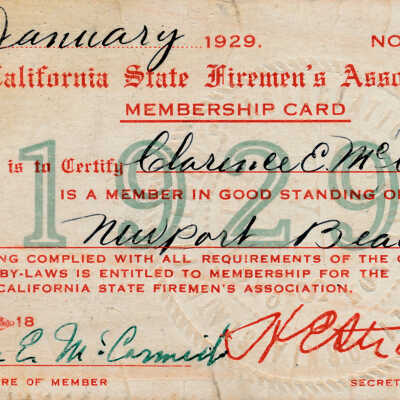 January 1929. NO
California State Firemen's Asso
MEMBERSHIP CARD
is to Certify Clarence E. Mc
1929
IS A MEMBER IN GOOD STANDING OF
Newport Bea
NG COMPLIED WITH ALL REQUIREMENTS OF THE C
BY-LAWS IS ENTITLED TO MEMBERSHIP FOR THE
CALIFORNIA STATE FIREMEN'S ASSOCIATION.
18
E. McCormick
RE OF MEMBER SECRET